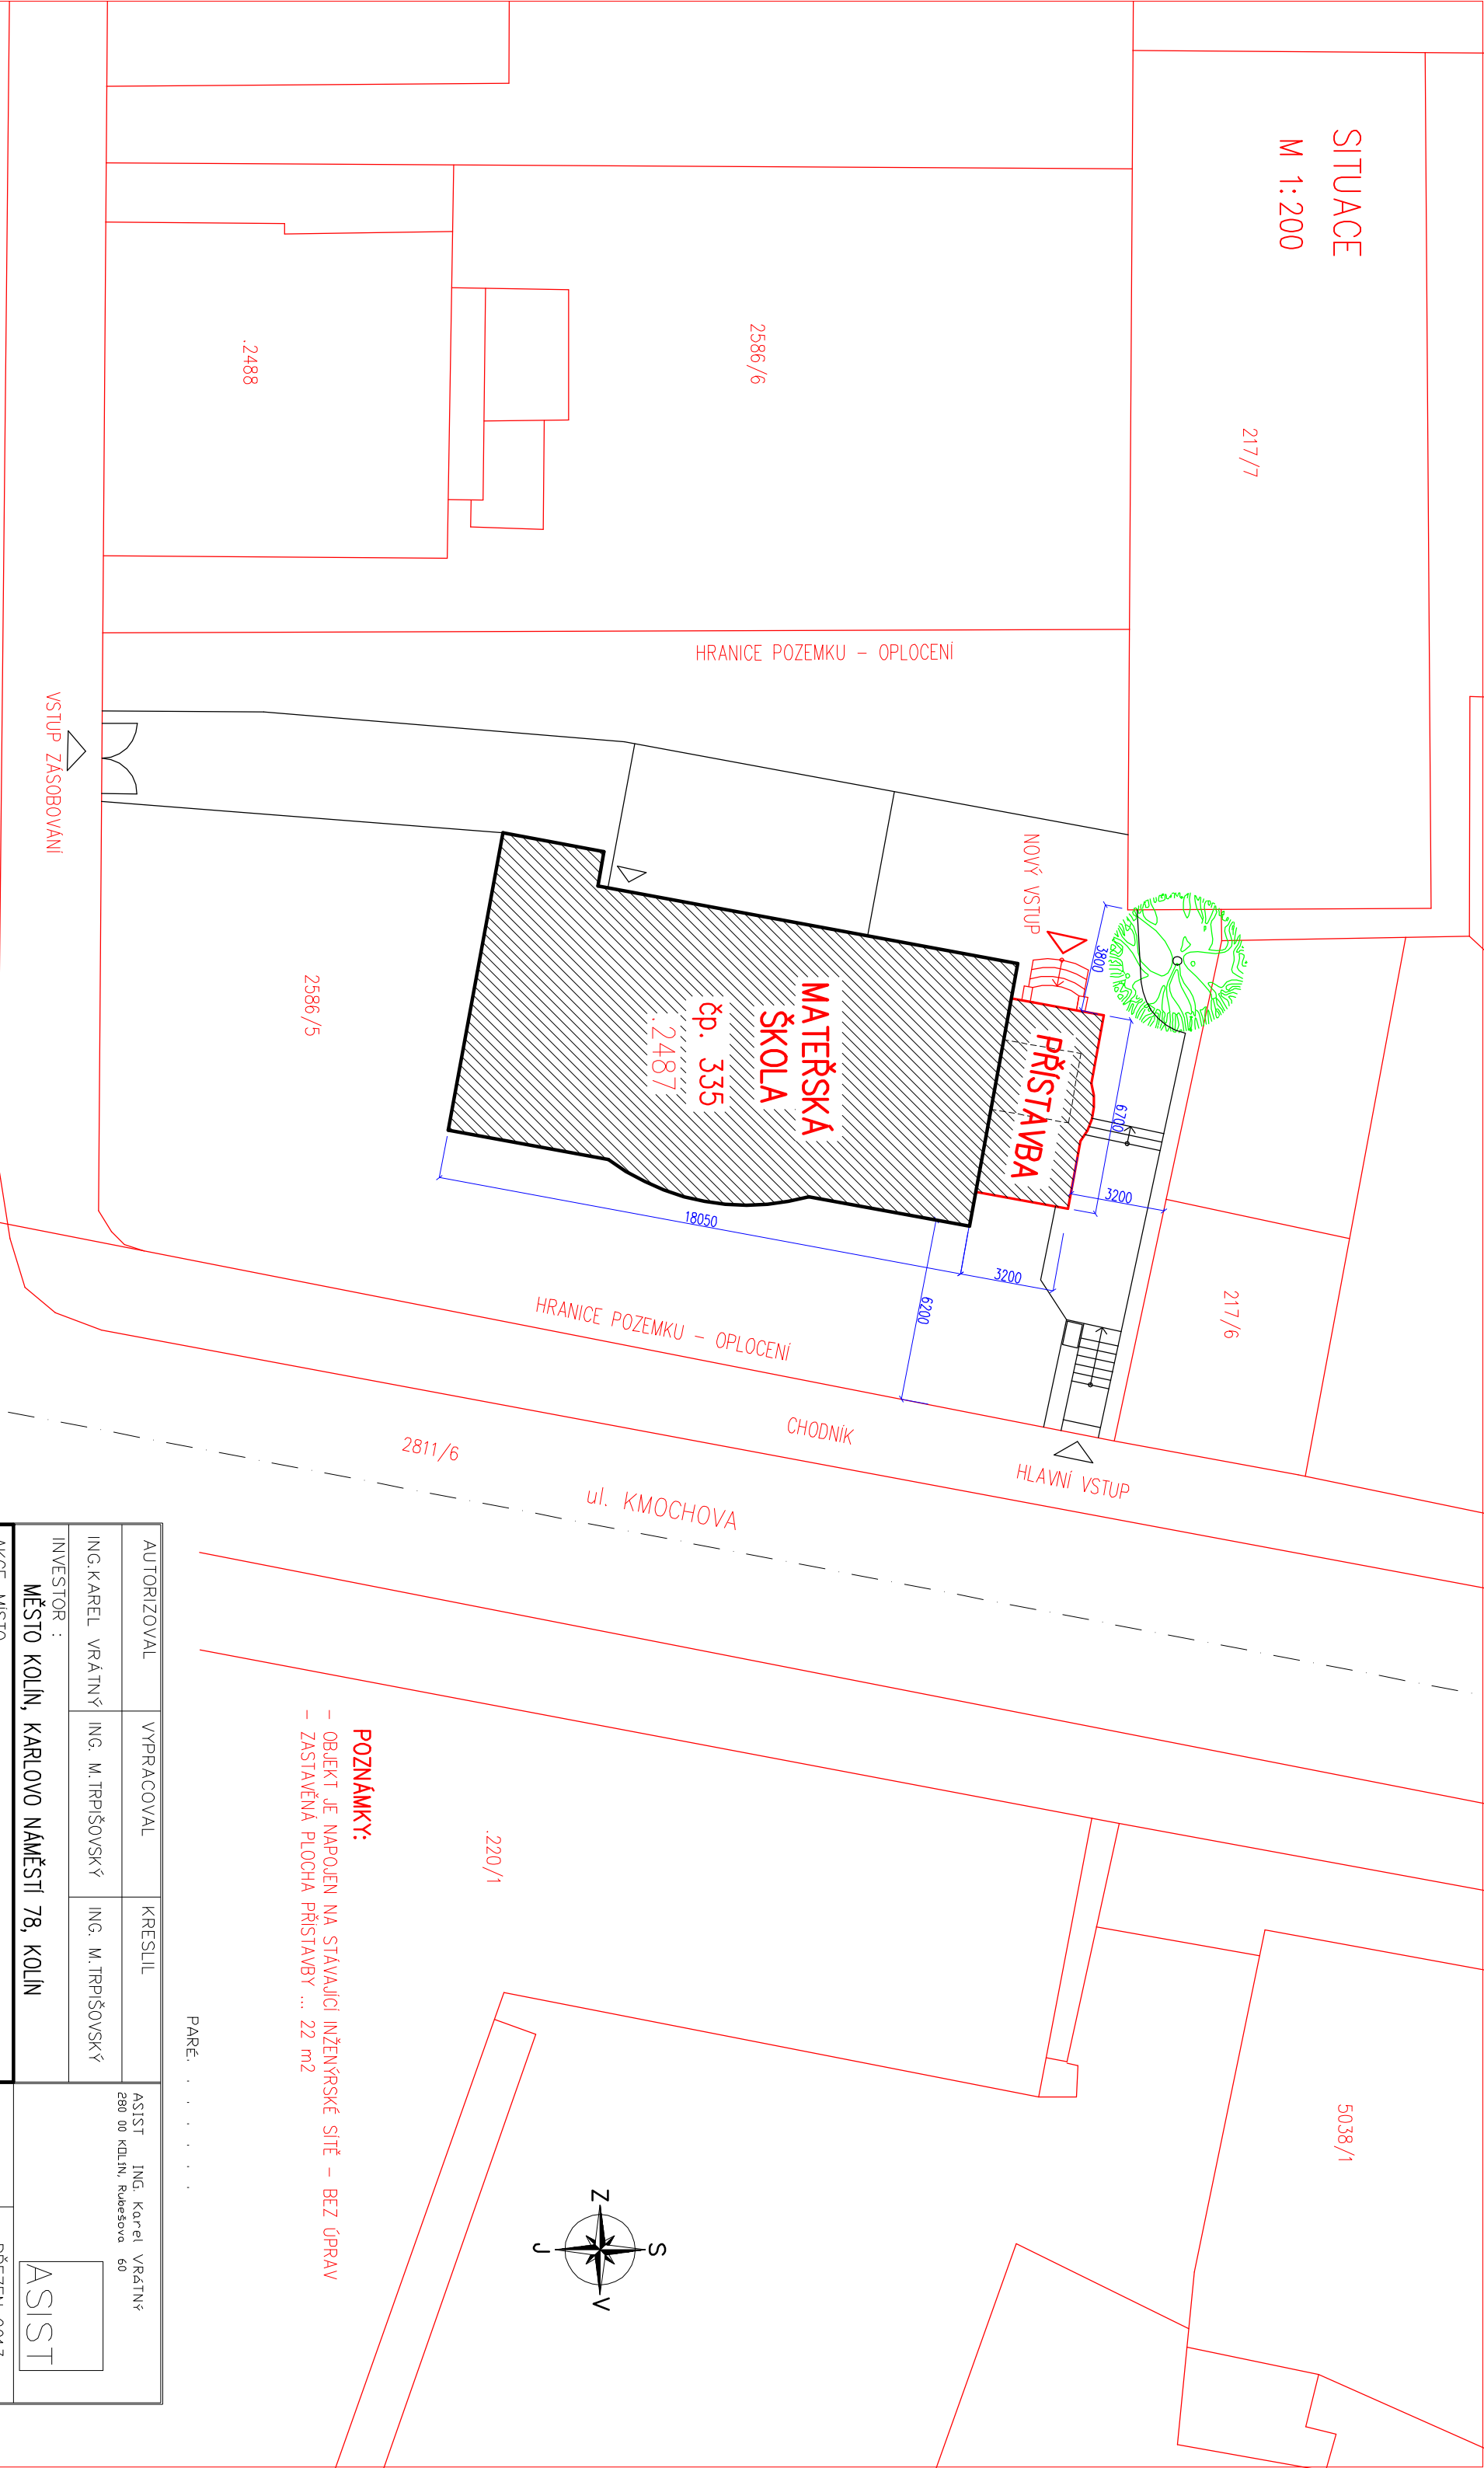 SITUACE
M 1:200
217/7
2586/6
.2488
HRANICE POZEMKU – OPLOCENÍ
VSTUP ZÁSOBOVÁNÍ
NOVÝ VSTUP
3800
6700
3200
PŘÍSTAVBA
MATEŘSKÁ
ŠKOLA
čp. 335
.2487
2586/5
18050
3200
6200
217/6
HRANICE POZEMKU – OPLOCENÍ
CHODNÍK
HLAVNÍ VSTUP
2811/6
ul. KMOCHOVA
.220/1
5038/1
POZNÁMKY:
– OBJEKT JE NAPOJEN NA STÁVAJÍCÍ INŽENÝRSKÉ SÍTĚ – BEZ ÚPRAV
– ZASTAVĚNÁ PLOCHA PŘÍSTAVBY ... 22 m2
S
Z
V
J
PARÉ: . . . . . .
AUTORIZOVAL
VYPRACOVAL
KRESLIL
ING.KAREL VRÁTNÝ
ING. M.TRPIŠOVSKÝ
ING. M.TRPIŠOVSKÝ
ASIST ING. Karel VRÁTNÝ
280 00 KOLÍN, Rubešova 60
ASIST
INVESTOR :
MĚSTO KOLÍN, KARLOVO NÁMĚSTÍ 78, KOLÍN